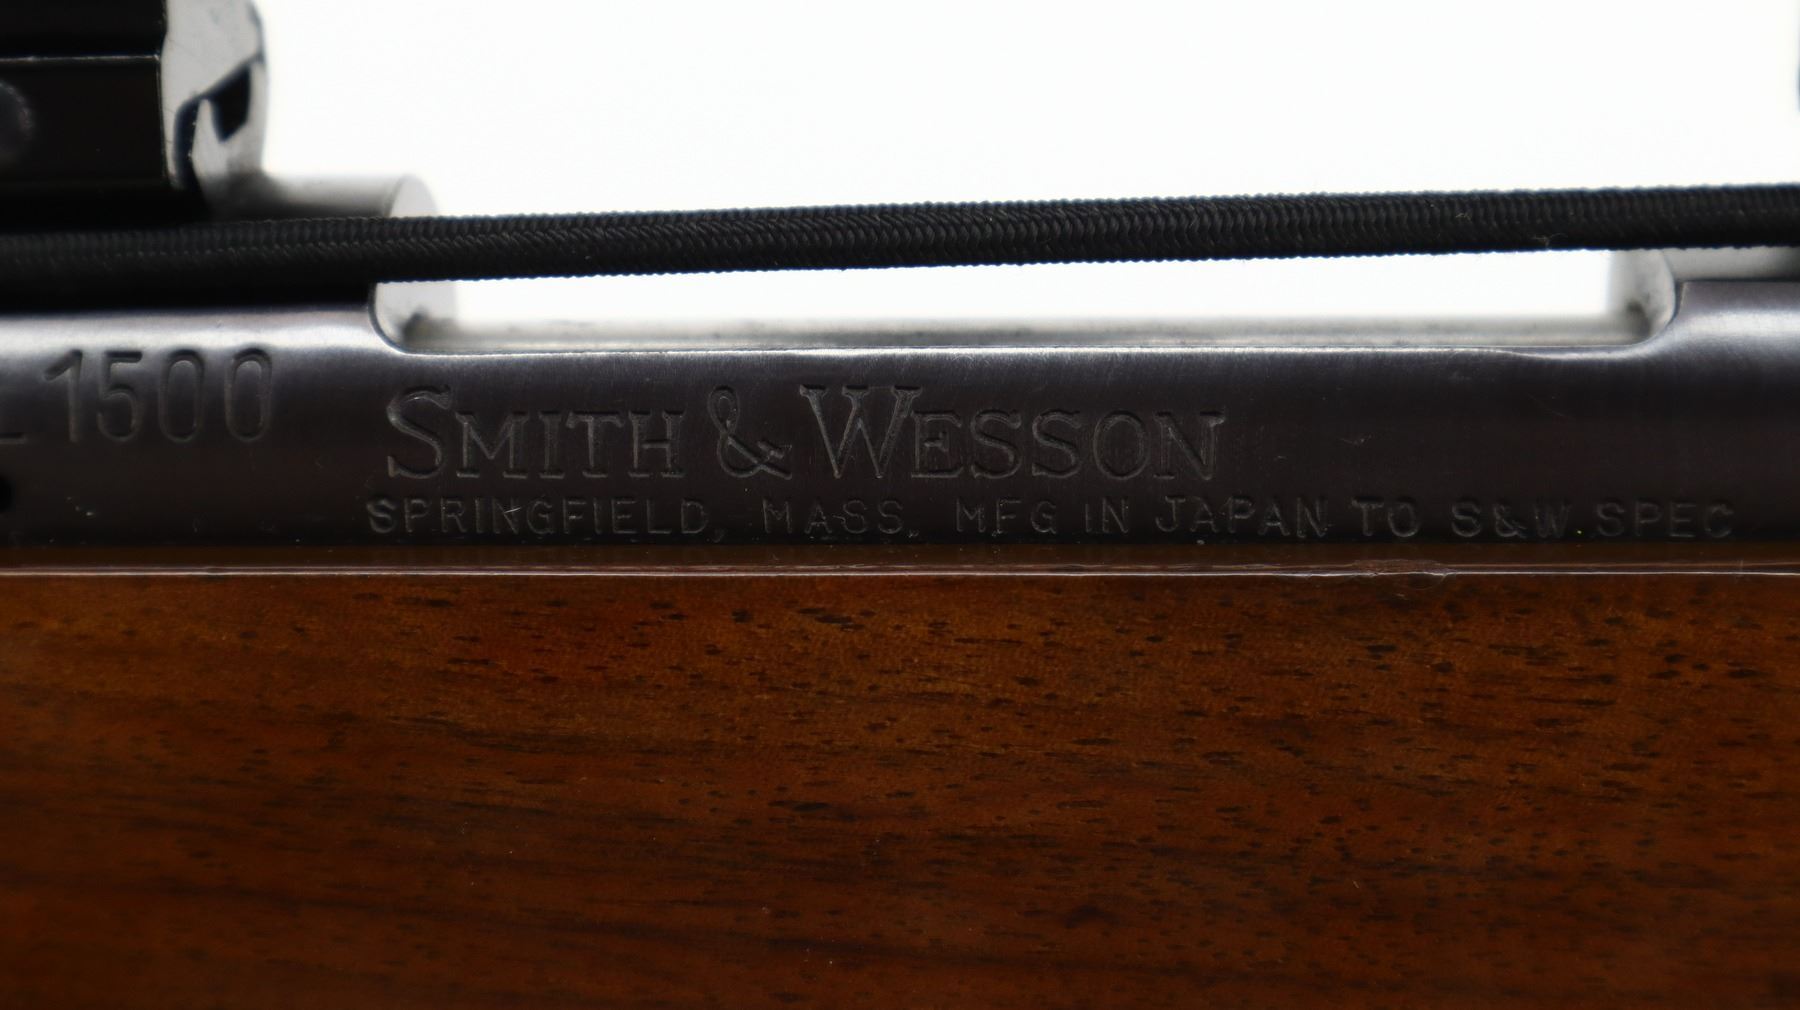 L 1500
SMITH & WESSON
SPRINGFIELD, MASS. MFG IN JAPAN TO S&W SPEC